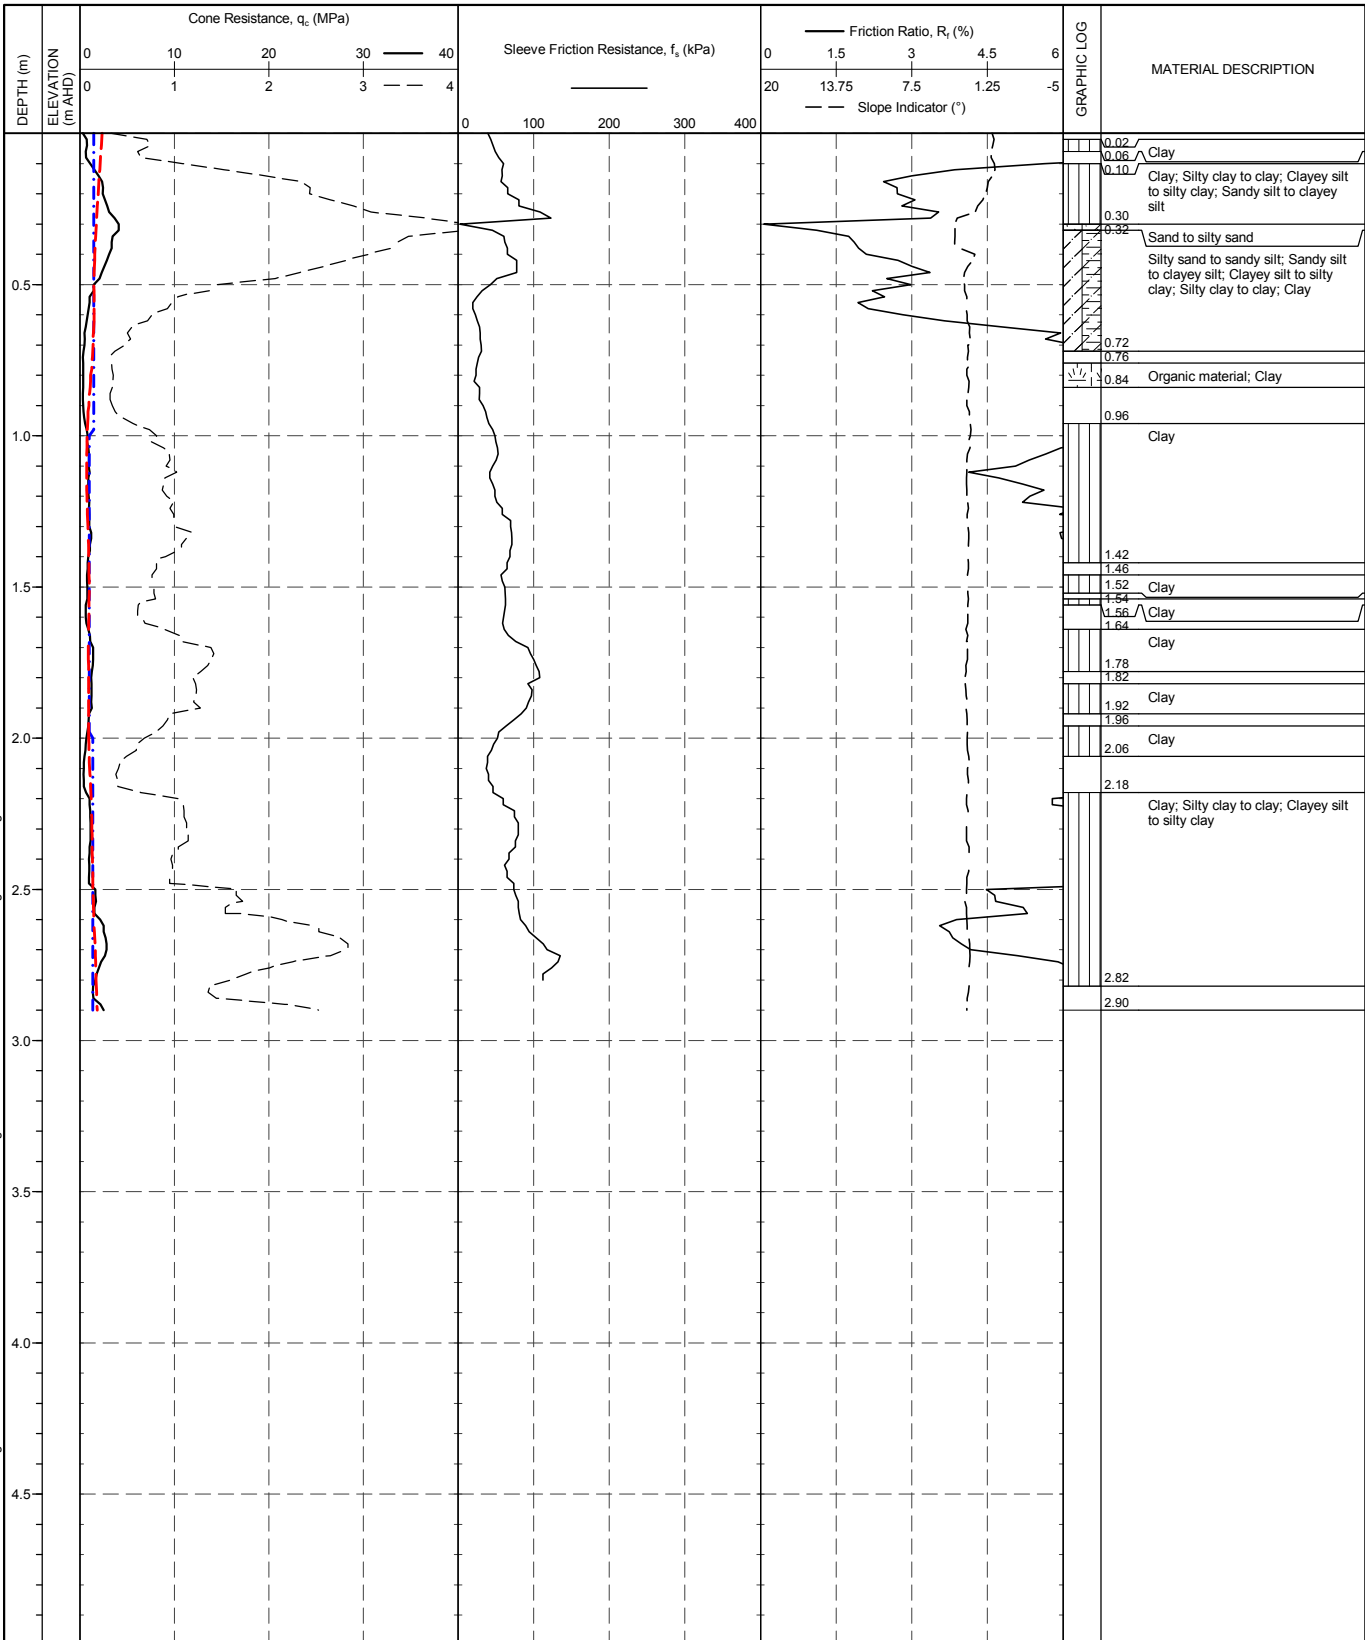 Cone Resistance, qc (MPa)
0 10 20 30 40
0 1 2 3 4
Sleeve Friction Resistance, fs (kPa)
0 100 200 300 400
Friction Ratio, Rf (%)
0 1.5 3 4.5 6
20 13.75 7.5 1.25 -5
Slope Indicator (°)
DEPTH (m)
ELEVATION
(m AHD)
GRAPHIC LOG
MATERIAL DESCRIPTION
0.5
1.0
1.5
2.0
2.5
3.0
3.5
4.0
4.5
0.02
0.06
Clay
0.10
Clay; Silty clay to clay; Clayey silt
to silty clay; Sandy silt to clayey
silt
0.30
0.32
Sand to silty sand
Silty sand to sandy silt; Sandy silt
to clayey silt; Clayey silt to silty
clay; Silty clay to clay; Clay
0.72
0.76
0.84
Organic material; Clay
0.96
Clay
1.42
1.46
1.52
Clay
1.54
1.56
Clay
1.64
Clay
1.78
1.82
Clay
1.92
1.96
Clay
2.06
2.18
Clay; Silty clay to clay; Clayey silt
to silty clay
2.82
2.90